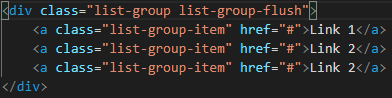 <div class="list-group list-group-flush">
    <a class="list-group-item" href="#">Link 1</a>
    <a class="list-group-item" href="#">Link 2</a>
    <a class="list-group-item" href="#">Link 2</a>
</div>